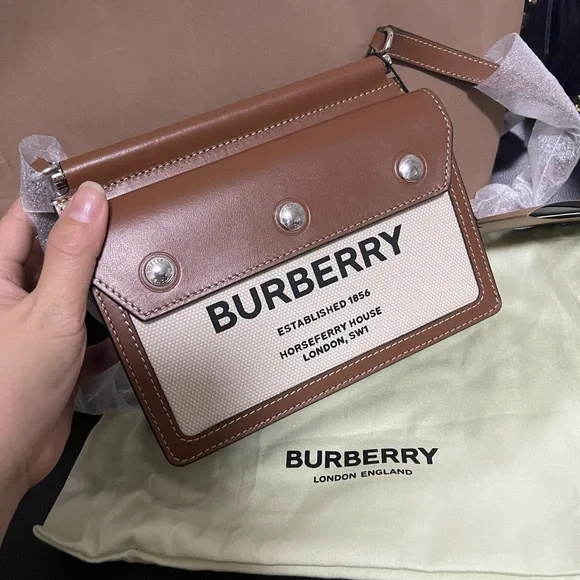 BURBERRY
ESTABLISHED 1856
HORSEFERRY HOUSE
LONDON, SW1
BURBERRY
LONDON ENGLAND